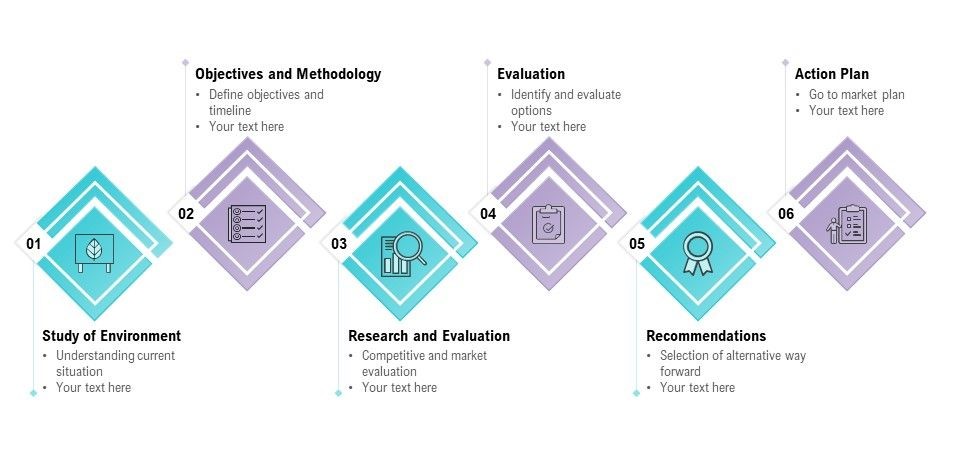 01
Study of Environment
• Understanding current
situation
• Your text here
02
Objectives and Methodology
• Define objectives and
timeline
• Your text here
03
Research and Evaluation
• Competitive and market
evaluation
• Your text here
04
Evaluation
• Identify and evaluate
options
• Your text here
05
Recommendations
• Selection of alternative way
forward
• Your text here
06
Action Plan
• Go to market plan
• Your text here